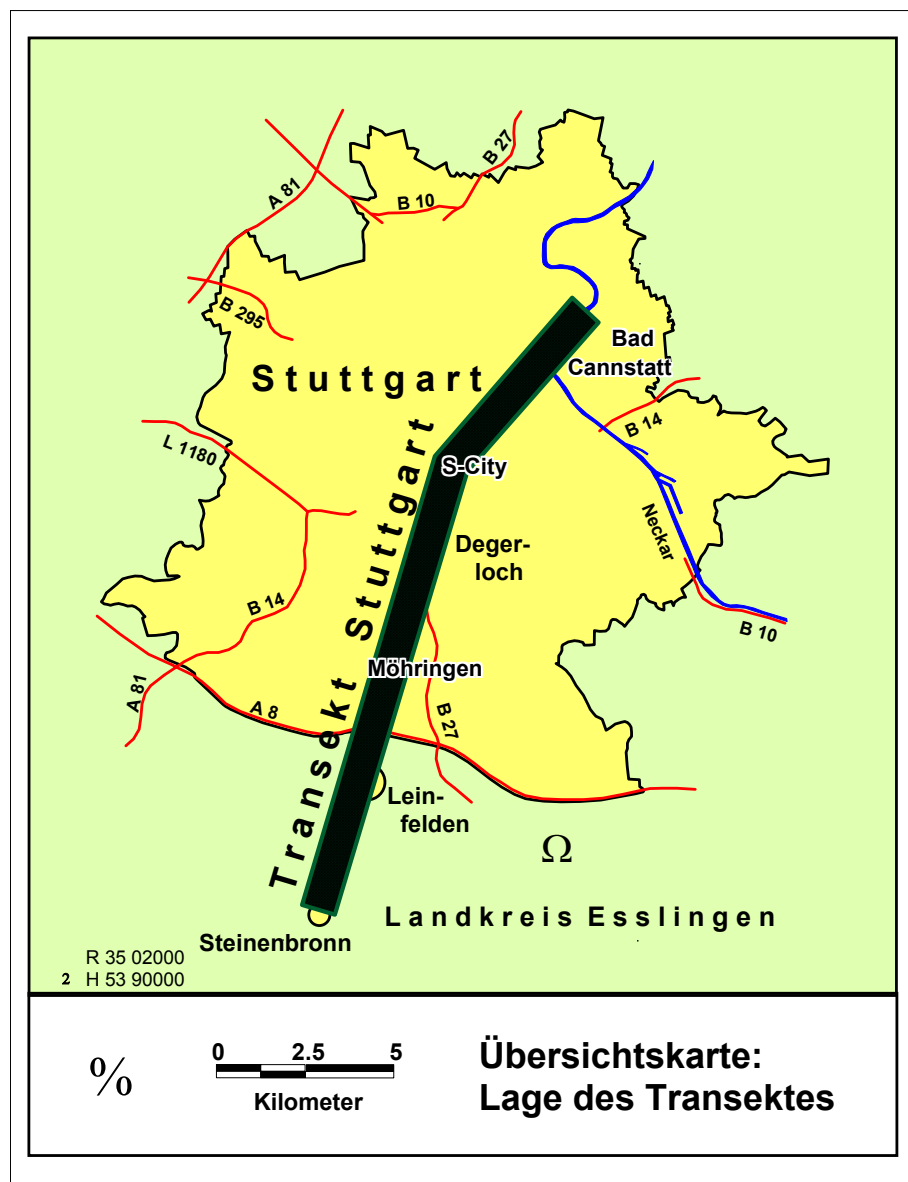 B 27
A 81
B 10
B 295
Bad
Cannstatt
Stuttgart
B 14
L 1180
S-City
Transekt Stuttgart
Neckar
Deger-
loch
B 14
B 10
Möhringen
A 81
A 8
B 27
Lein-
felden
Ω
Landkreis Esslingen
Steinenbronn
R 35 02000
2 H 53 90000
%
0 2.5 5
Kilometer
Übersichtskarte:
Lage des Transektes